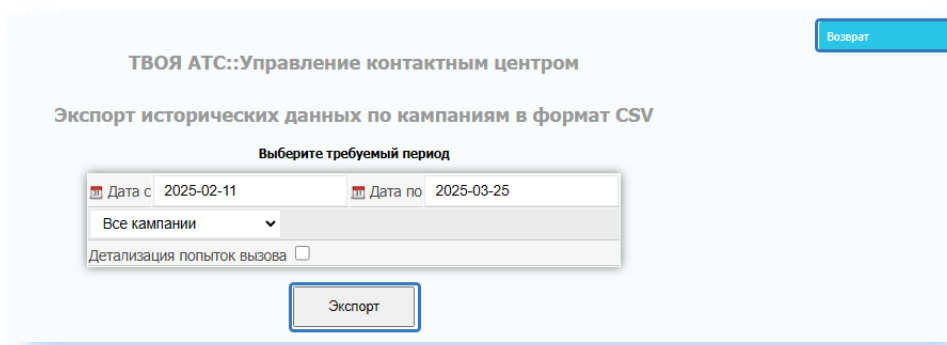 Возврат
ТВОЯ АТС::Управление контактным центром
Экспорт исторических данных по кампаниям в формат CSV
Выберите требуемый период
Дата с 2025-02-11 Дата по 2025-03-25
Все кампании
Детализация попыток вызова
Экспорт